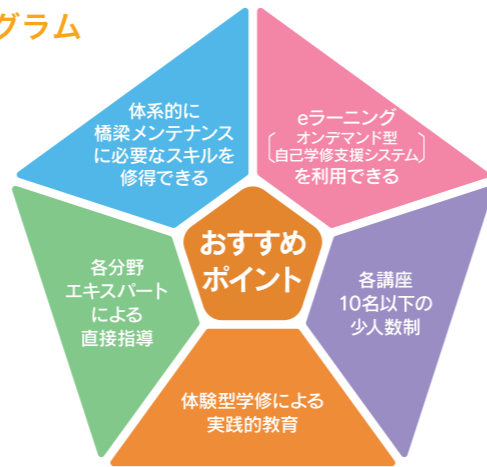 グラム
体系的に
橋梁メンテナンス
に必要なスキルを
修得できる
eラーニング
〔オンデマンド型
自己学修支援システム〕
を利用できる
おすすめ
ポイント
各分野
エキスパート
による
直接指導
各講座
10名以下の
少人数制
体験型学修による
実践的教育